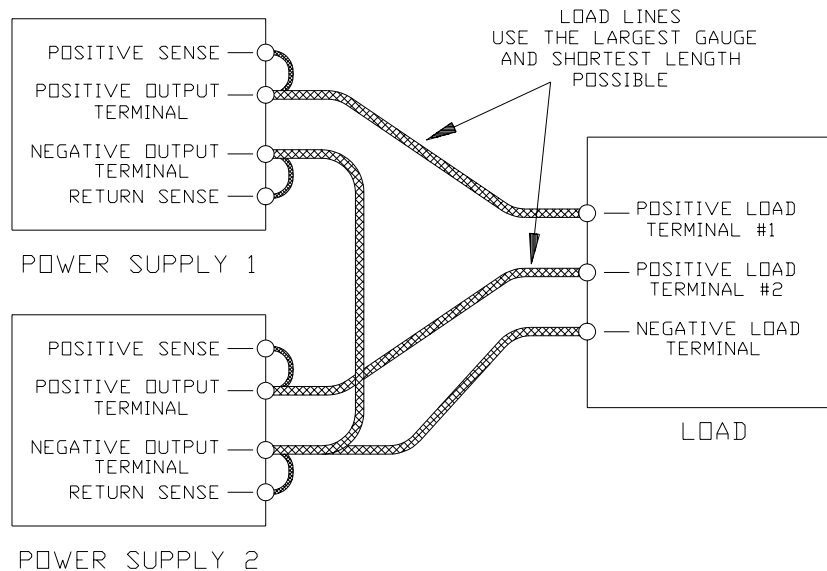 LOAD LINES
USE THE LARGEST GAUGE
AND SHORTEST LENGTH
POSSIBLE
POSITIVE SENSE
POSITIVE OUTPUT
TERMINAL
NEGATIVE OUTPUT
TERMINAL
RETURN SENSE
POWER SUPPLY 1
POSITIVE LOAD
TERMINAL #1
POSITIVE LOAD
TERMINAL #2
NEGATIVE LOAD
TERMINAL
LOAD
POSITIVE SENSE
POSITIVE OUTPUT
TERMINAL
NEGATIVE OUTPUT
TERMINAL
RETURN SENSE
POWER SUPPLY 2